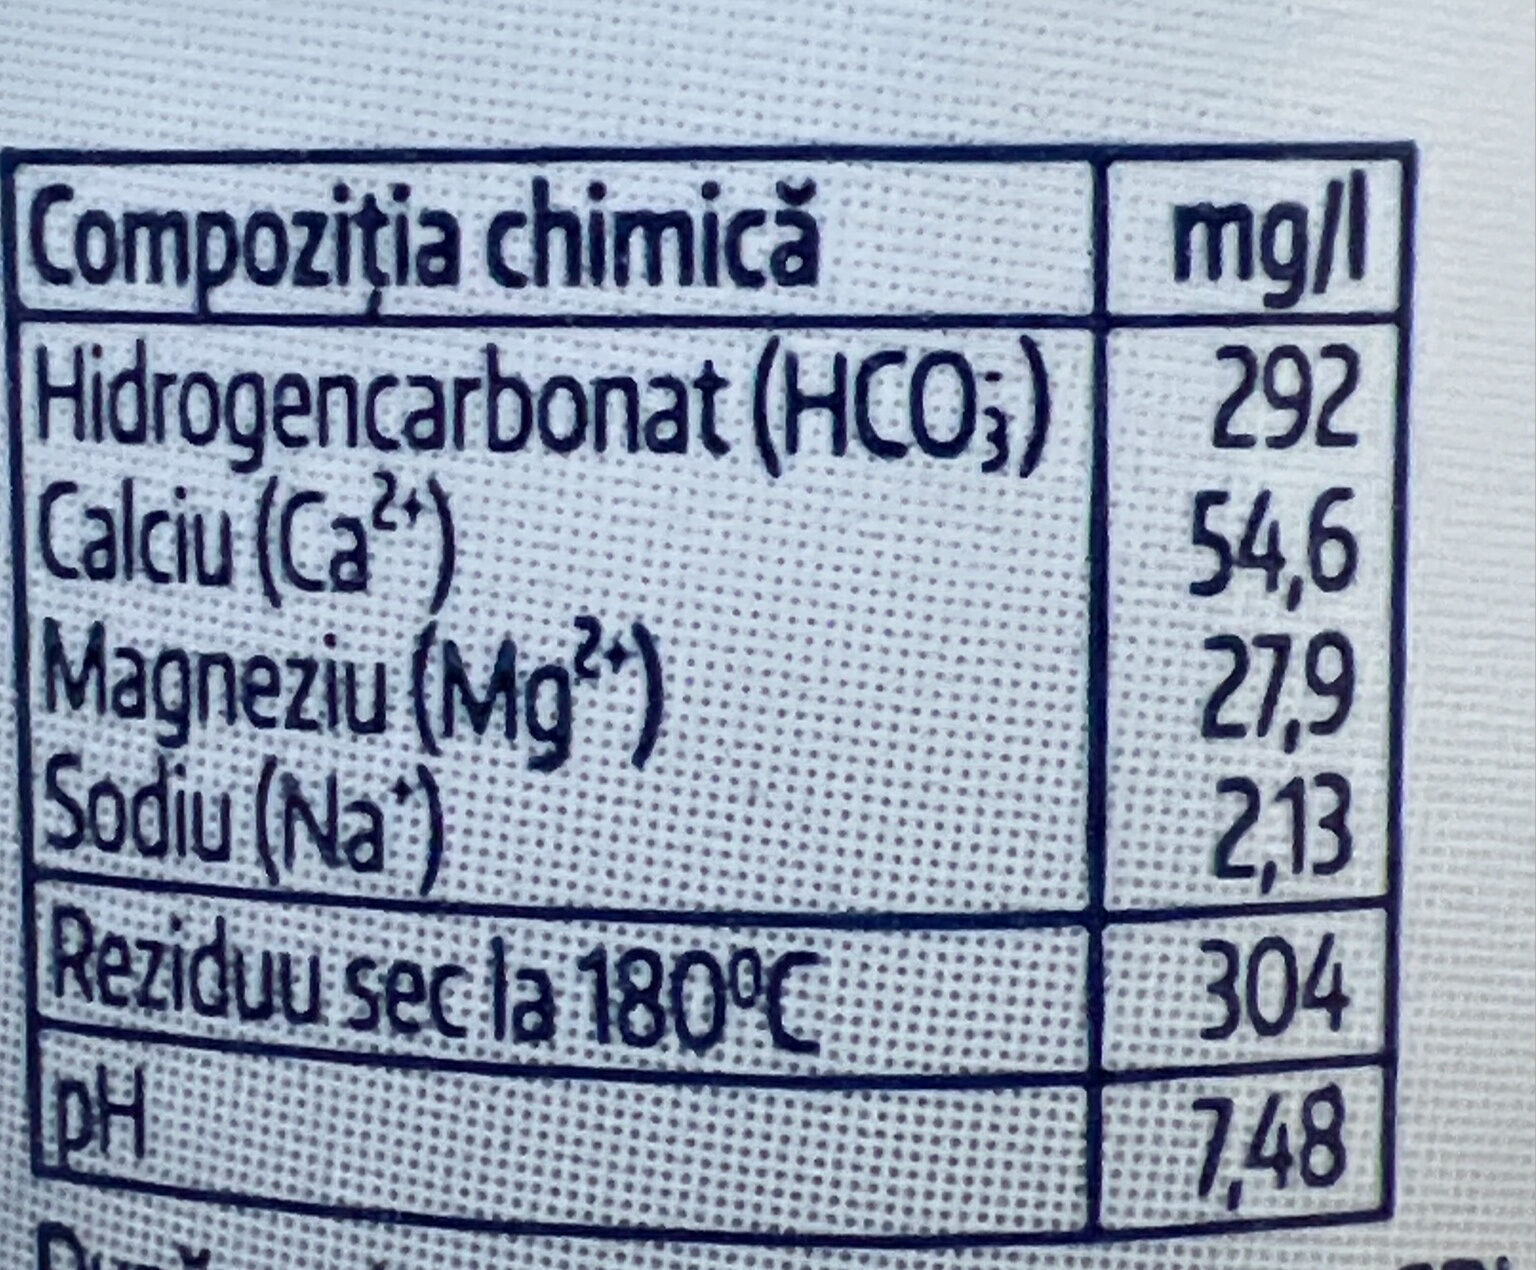 Compoziția chimică mg/l
Hidrogencarbonat (HCO₃⁻) 292
Calciu (Ca²⁺) 54,6
Magneziu (Mg²⁺) 27,9
Sodiu (Na⁺) 2,13
Reziduu sec la 180⁰C 304
pH 7,48